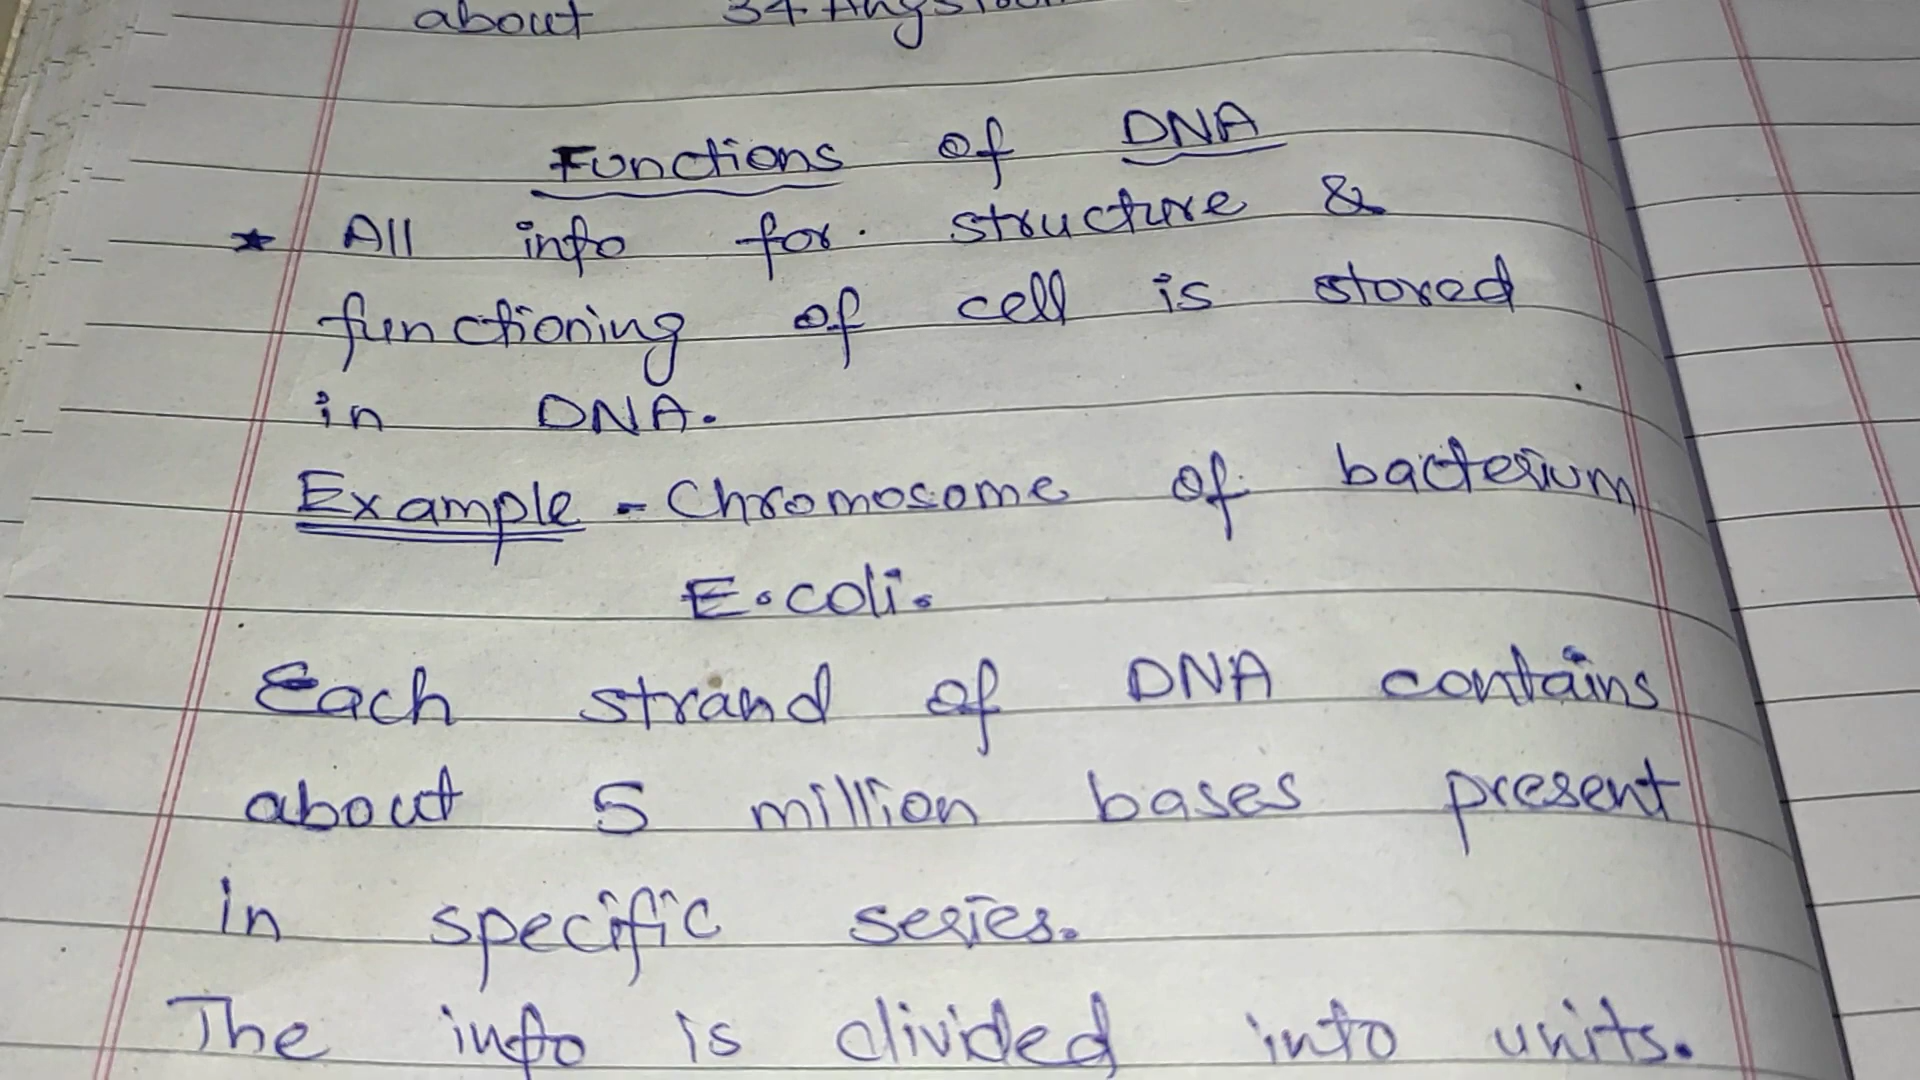 about 34
Functions of DNA
* All info for structure &
functioning of cell is stored
in DNA.
Example - Chromosome of bacterium
E.coli.
Each strand of DNA contains
about 5 million bases present
in specific series.
The info is divided into units.